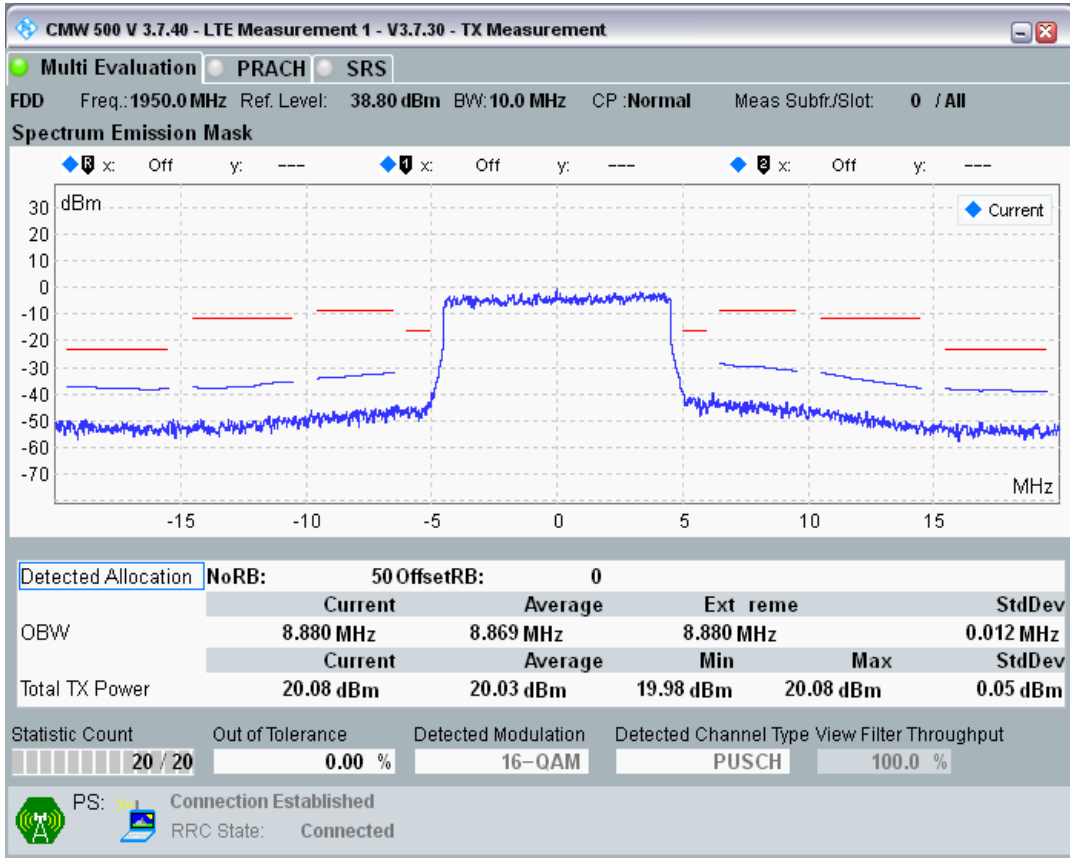 CMW 500 V 3.7.40 - LTE Measurement 1 - V3.7.30 - TX Measurement
Multi Evaluation PRACH SRS
FDD Freq.: 1950.0 MHz Ref. Level: 38.80 dBm BW: 10.0 MHz CP :Normal Meas Subfr./Slot: 0 / All
Spectrum Emission Mask
R x: Off y: --- 1 x: Off y: --- 2 x: Off y: ---
dBm
Current
30
20
10
0
-10
-20
-30
-40
-50
-60
-70
MHz
-15 -10 -5 0 5 10 15
Detected Allocation NoRB: 50 OffsetRB: 0
Current Average Ext reme StdDev
OBW 8.880 MHz 8.869 MHz 8.880 MHz 0.012 MHz
Current Average Min Max StdDev
Total TX Power 20.08 dBm 20.03 dBm 19.98 dBm 20.08 dBm 0.05 dBm
Statistic Count Out of Tolerance Detected Modulation Detected Channel Type View Filter Throughput
20 / 20 0.00 % 16-QAM PUSCH 100.0 %
PS: Connection Established
RRC State: Connected